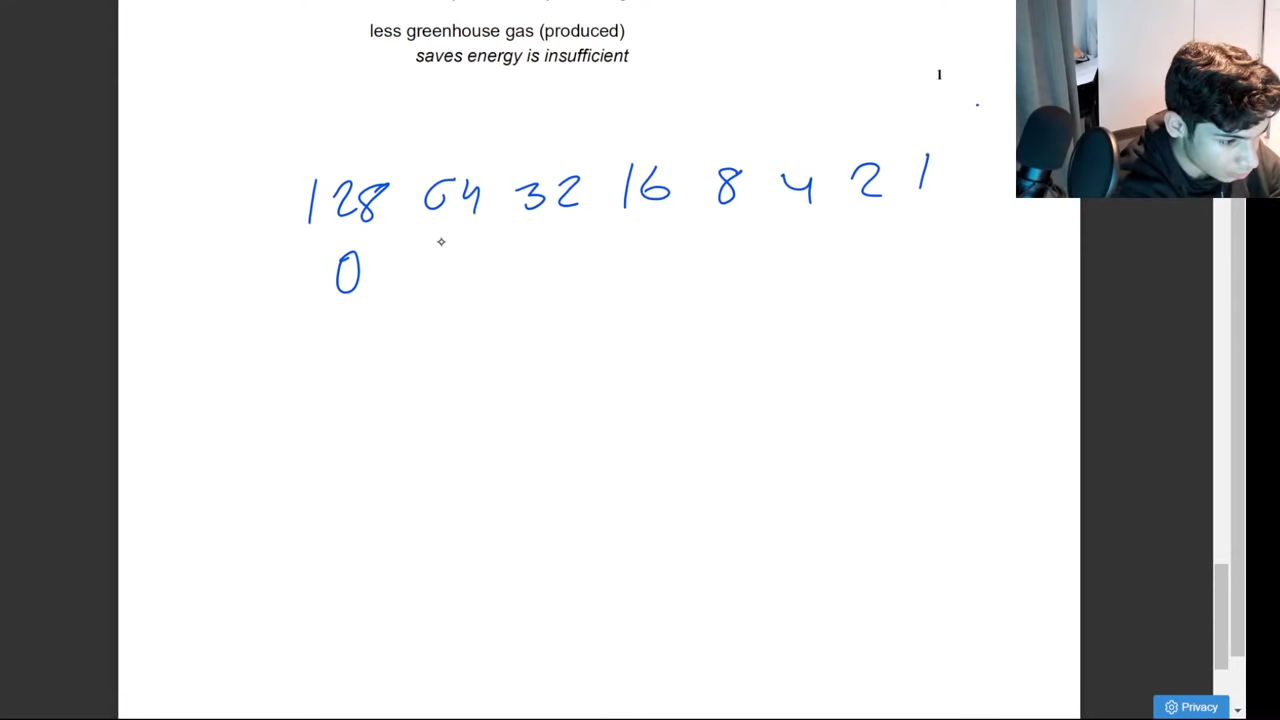 less greenhouse gas (produced)
saves energy is insufficient
1
128 64 32 16 8 4 2 1
0
Privacy